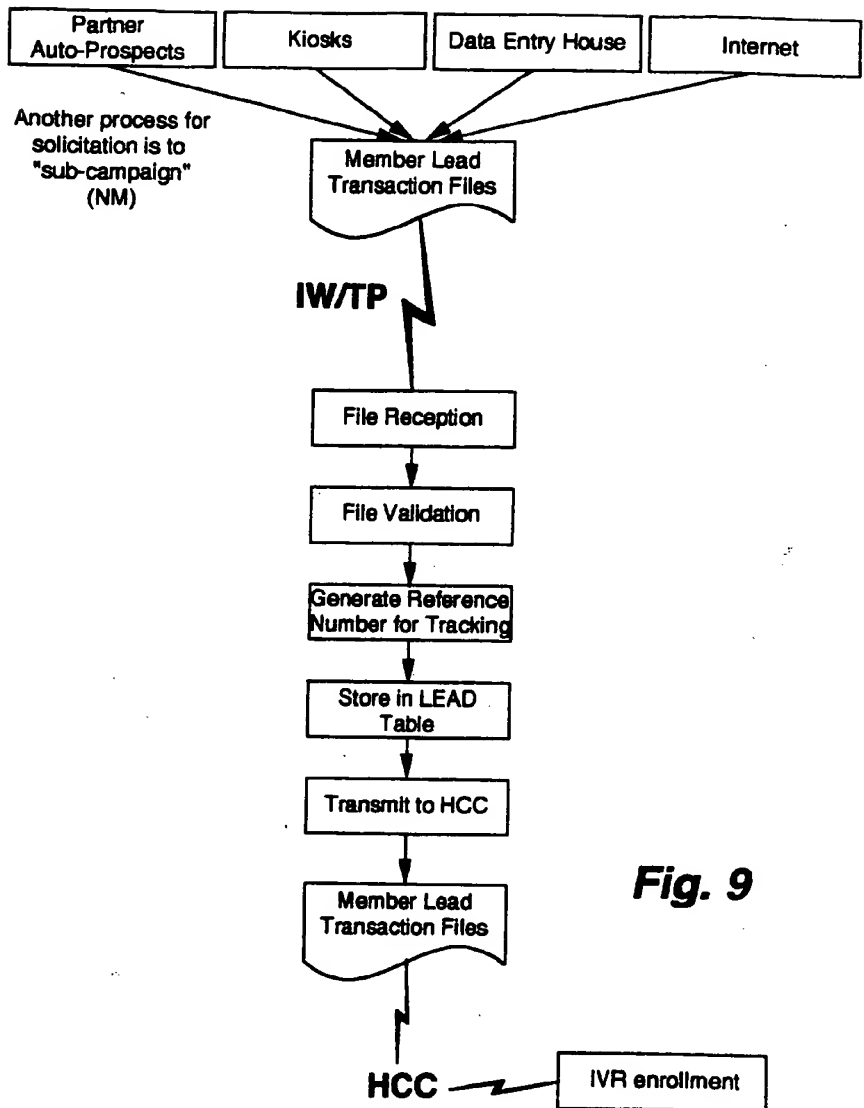 Partner
Auto-Prospects
Kiosks
Data Entry House
Internet
Another process for
solicitation is to
"sub-campaign"
(NM)
Member Lead
Transaction Files
IW/TP
File Reception
File Validation
Generate Reference
Number for Tracking
Store in LEAD
Table
Transmit to HCC
Member Lead
Transaction Files
Fig. 9
HCC
IVR enrollment